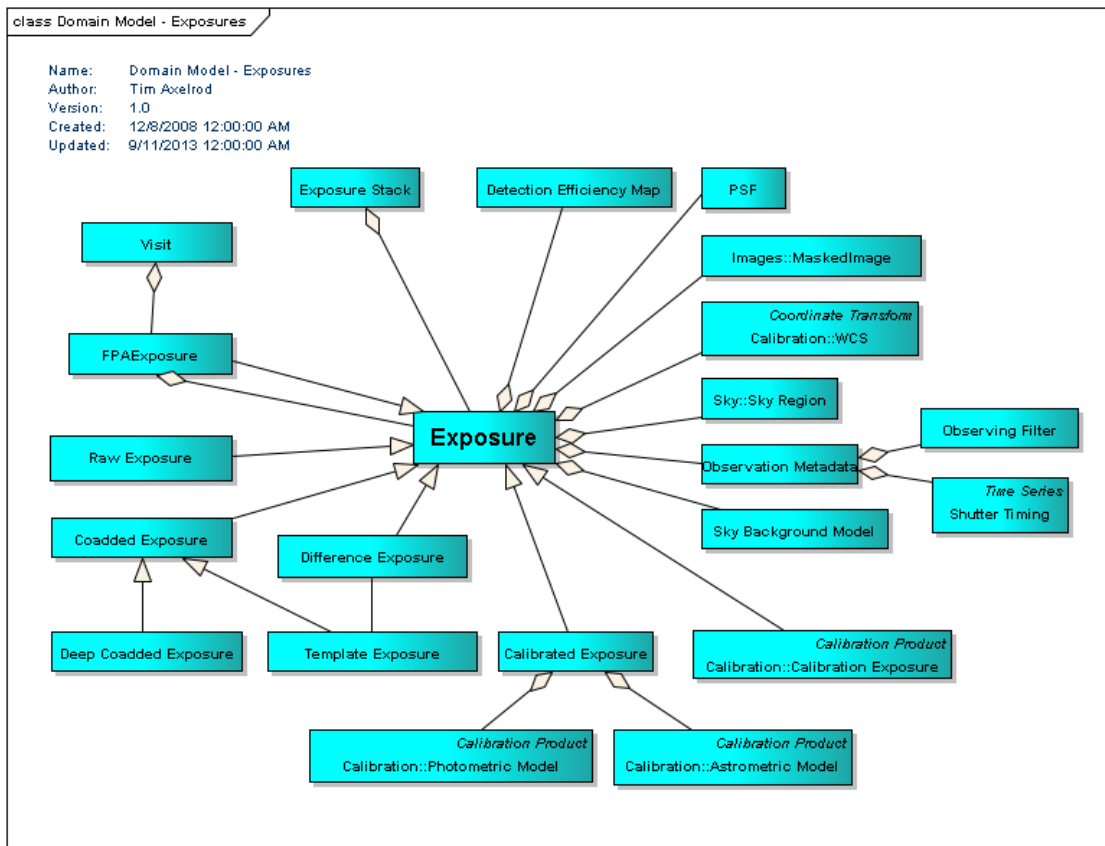 class Domain Model - Exposures
Name: Domain Model - Exposures
Author: Tim Axelrod
Version: 1.0
Created: 12/8/2008 12:00:00 AM
Updated: 9/11/2013 12:00:00 AM
Exposure Stack
Detection Efficiency Map
PSF
Visit
Images::MaskedImage
Coordinate Transform
Calibration::WCS
FPAExposure
Sky::Sky Region
Observing Filter
Exposure
Raw Exposure
Observation Metadata
Time Series
Shutter Timing
Coadded Exposure
Sky Background Model
Difference Exposure
Deep Coadded Exposure
Template Exposure
Calibrated Exposure
Calibration Product
Calibration::Calibration Exposure
Calibration Product
Calibration::Photometric Model
Calibration Product
Calibration::Astrometric Model